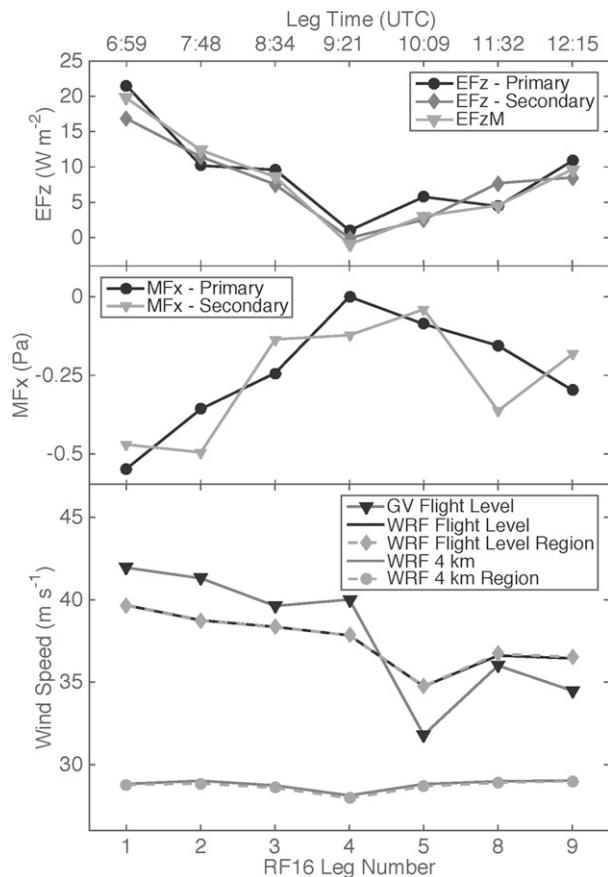 Leg Time (UTC)
6:59 7:48 8:34 9:21 10:09 11:32 12:15
25
20
15
10
5
0
EFz (W m⁻²)
EFz - Primary
EFz - Secondary
EFzM
0
-0.25
-0.5
MFx (Pa)
MFx - Primary
MFx - Secondary
45
40
35
30
Wind Speed (m s⁻¹)
GV Flight Level
WRF Flight Level
WRF Flight Level Region
WRF 4 km
WRF 4 km Region
1 2 3 4 5 8 9
RF16 Leg Number